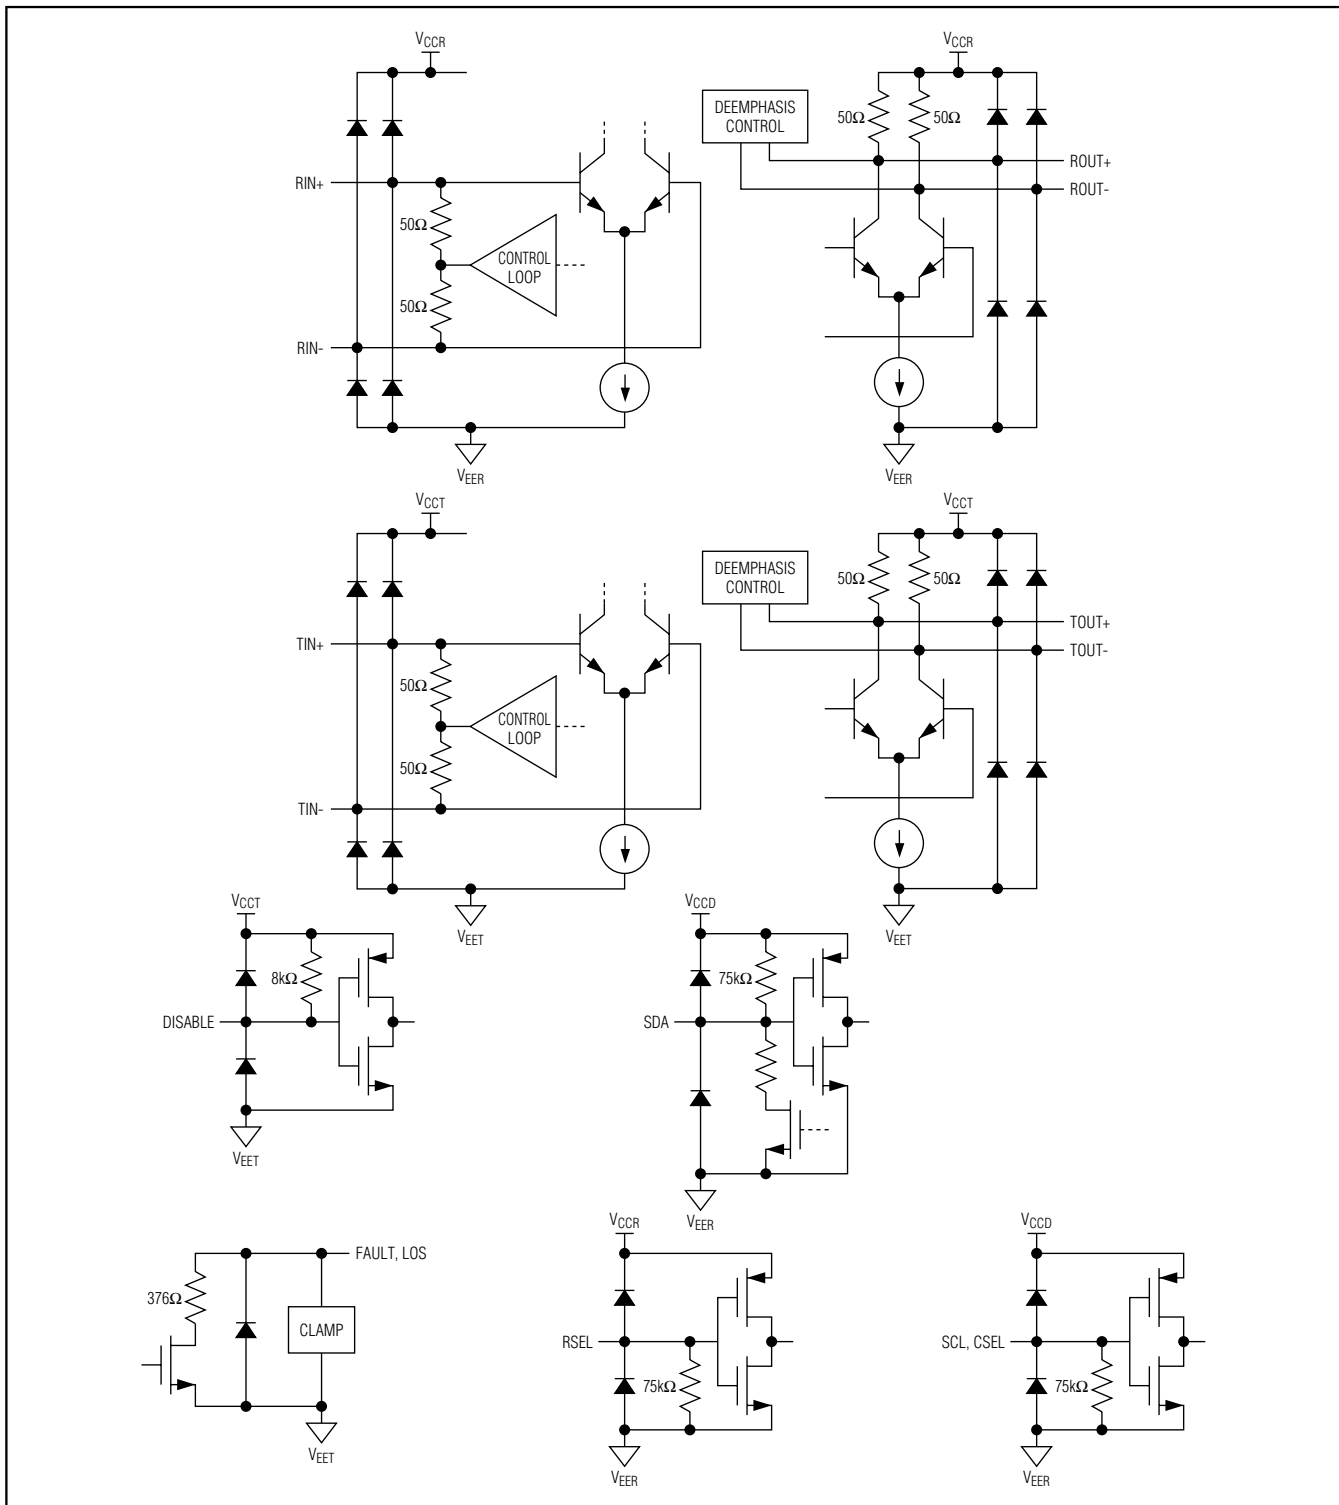 VCCR
VCCR
DEEMPHASIS
CONTROL
50Ω
50Ω
ROUT+
ROUT-
RIN+
50Ω
CONTROL
LOOP
50Ω
RIN-
VEER
VEER
VCCT
VCCT
DEEMPHASIS
CONTROL
50Ω
50Ω
TOUT+
TOUT-
TIN+
50Ω
CONTROL
LOOP
50Ω
TIN-
VEET
VEET
VCCT
8kΩ
DISABLE
VEET
VCCD
75kΩ
SDA
VEER
FAULT, LOS
376Ω
CLAMP
VEET
VCCR
RSEL
75kΩ
VEER
VCCD
SCL, CSEL
75kΩ
VEER